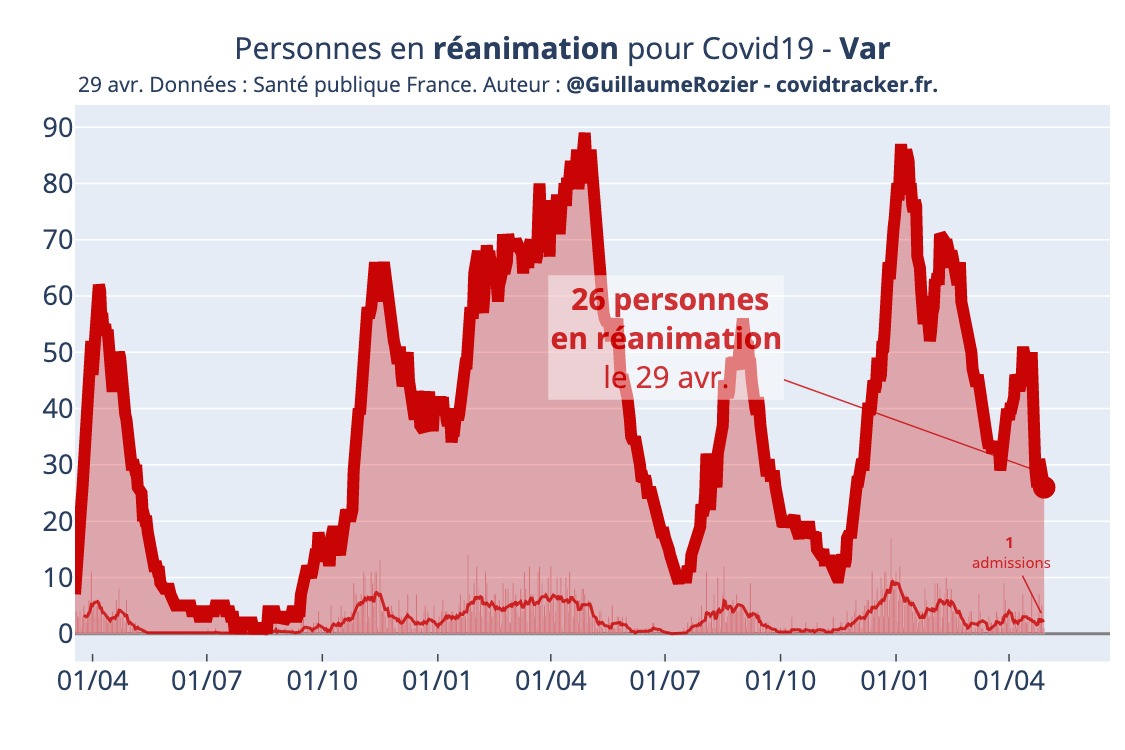 Personnes en réanimation pour Covid19 - Var
29 avr. Données : Santé publique France. Auteur : @GuillaumeRozier - covidtracker.fr.
90
80
70
60
50
40
30
20
10
0
26 personnes
en réanimation
le 29 avr.
1
admissions
01/04 01/07 01/10 01/01 01/04 01/07 01/10 01/01 01/04